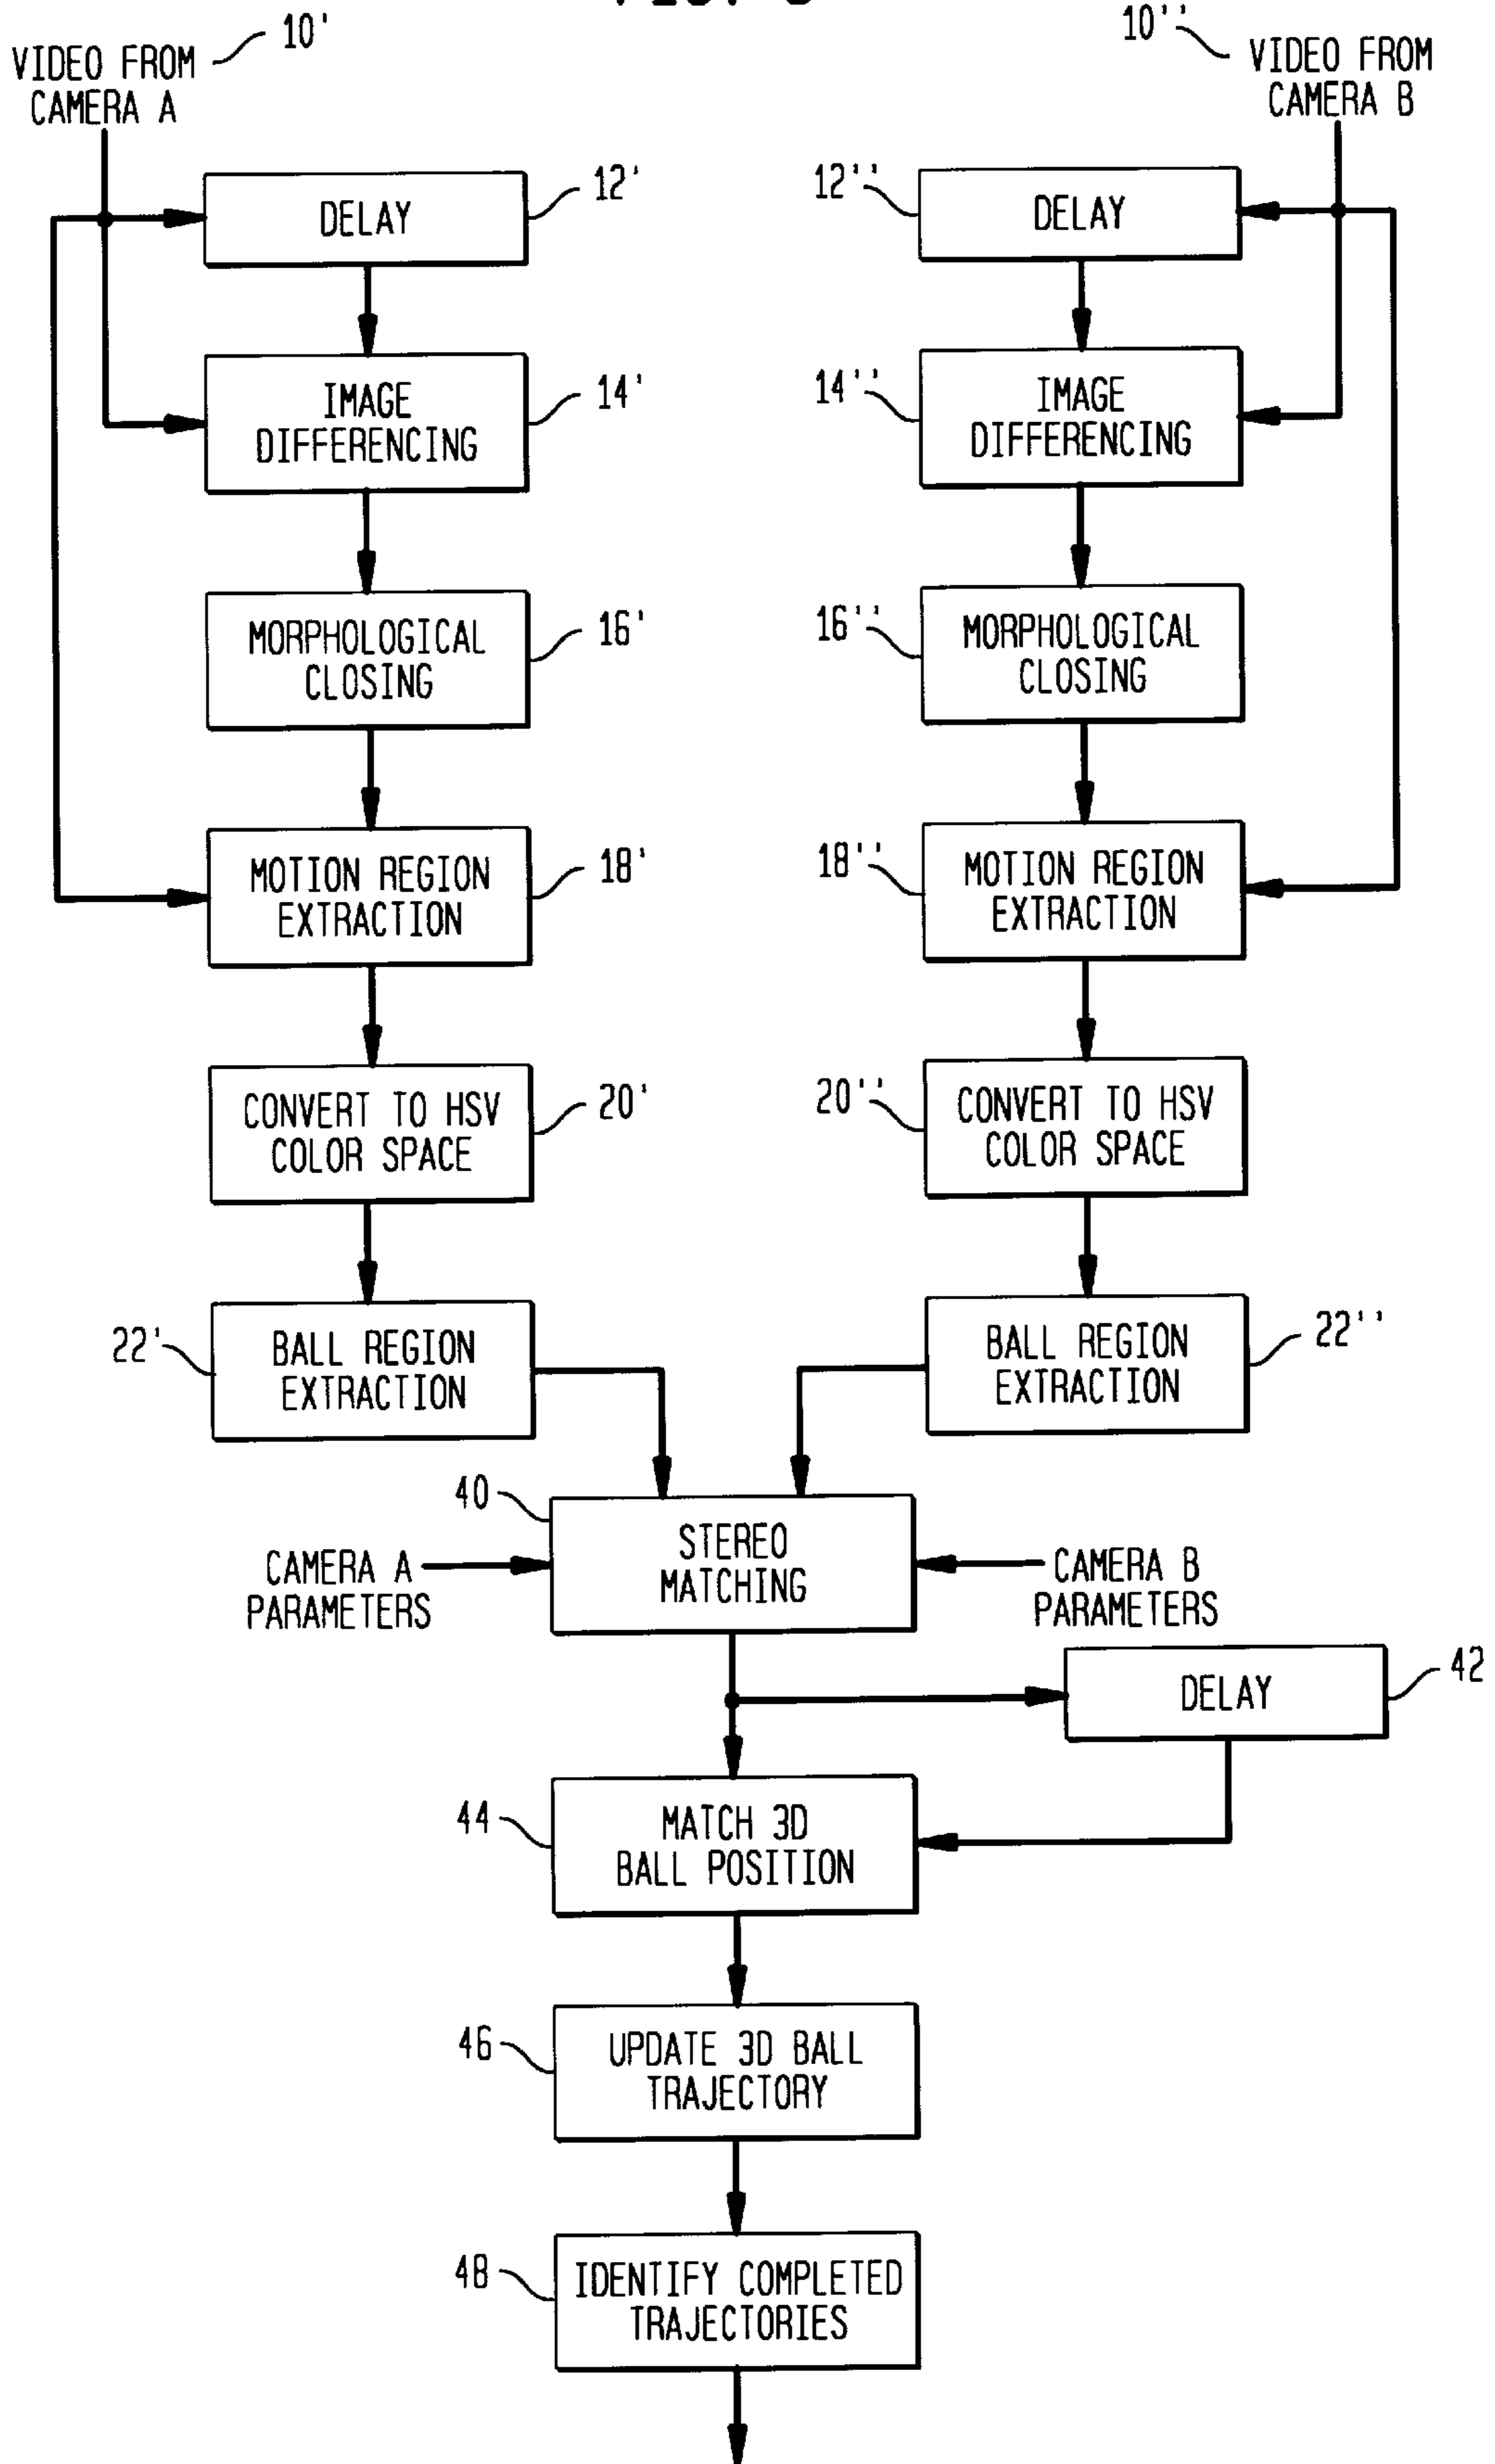 10'
VIDEO FROM
CAMERA A
10''
VIDEO FROM
CAMERA B
12'
DELAY
12''
DELAY
14'
IMAGE
DIFFERENCING
14''
IMAGE
DIFFERENCING
16'
MORPHOLOGICAL
CLOSING
16''
MORPHOLOGICAL
CLOSING
18'
MOTION REGION
EXTRACTION
18''
MOTION REGION
EXTRACTION
20'
CONVERT TO HSV
COLOR SPACE
20''
CONVERT TO HSV
COLOR SPACE
22'
BALL REGION
EXTRACTION
22''
BALL REGION
EXTRACTION
40
STEREO
MATCHING
CAMERA A
PARAMETERS
CAMERA B
PARAMETERS
42
DELAY
44
MATCH 3D
BALL POSITION
46
UPDATE 3D BALL
TRAJECTORY
48
IDENTIFY COMPLETED
TRAJECTORIES